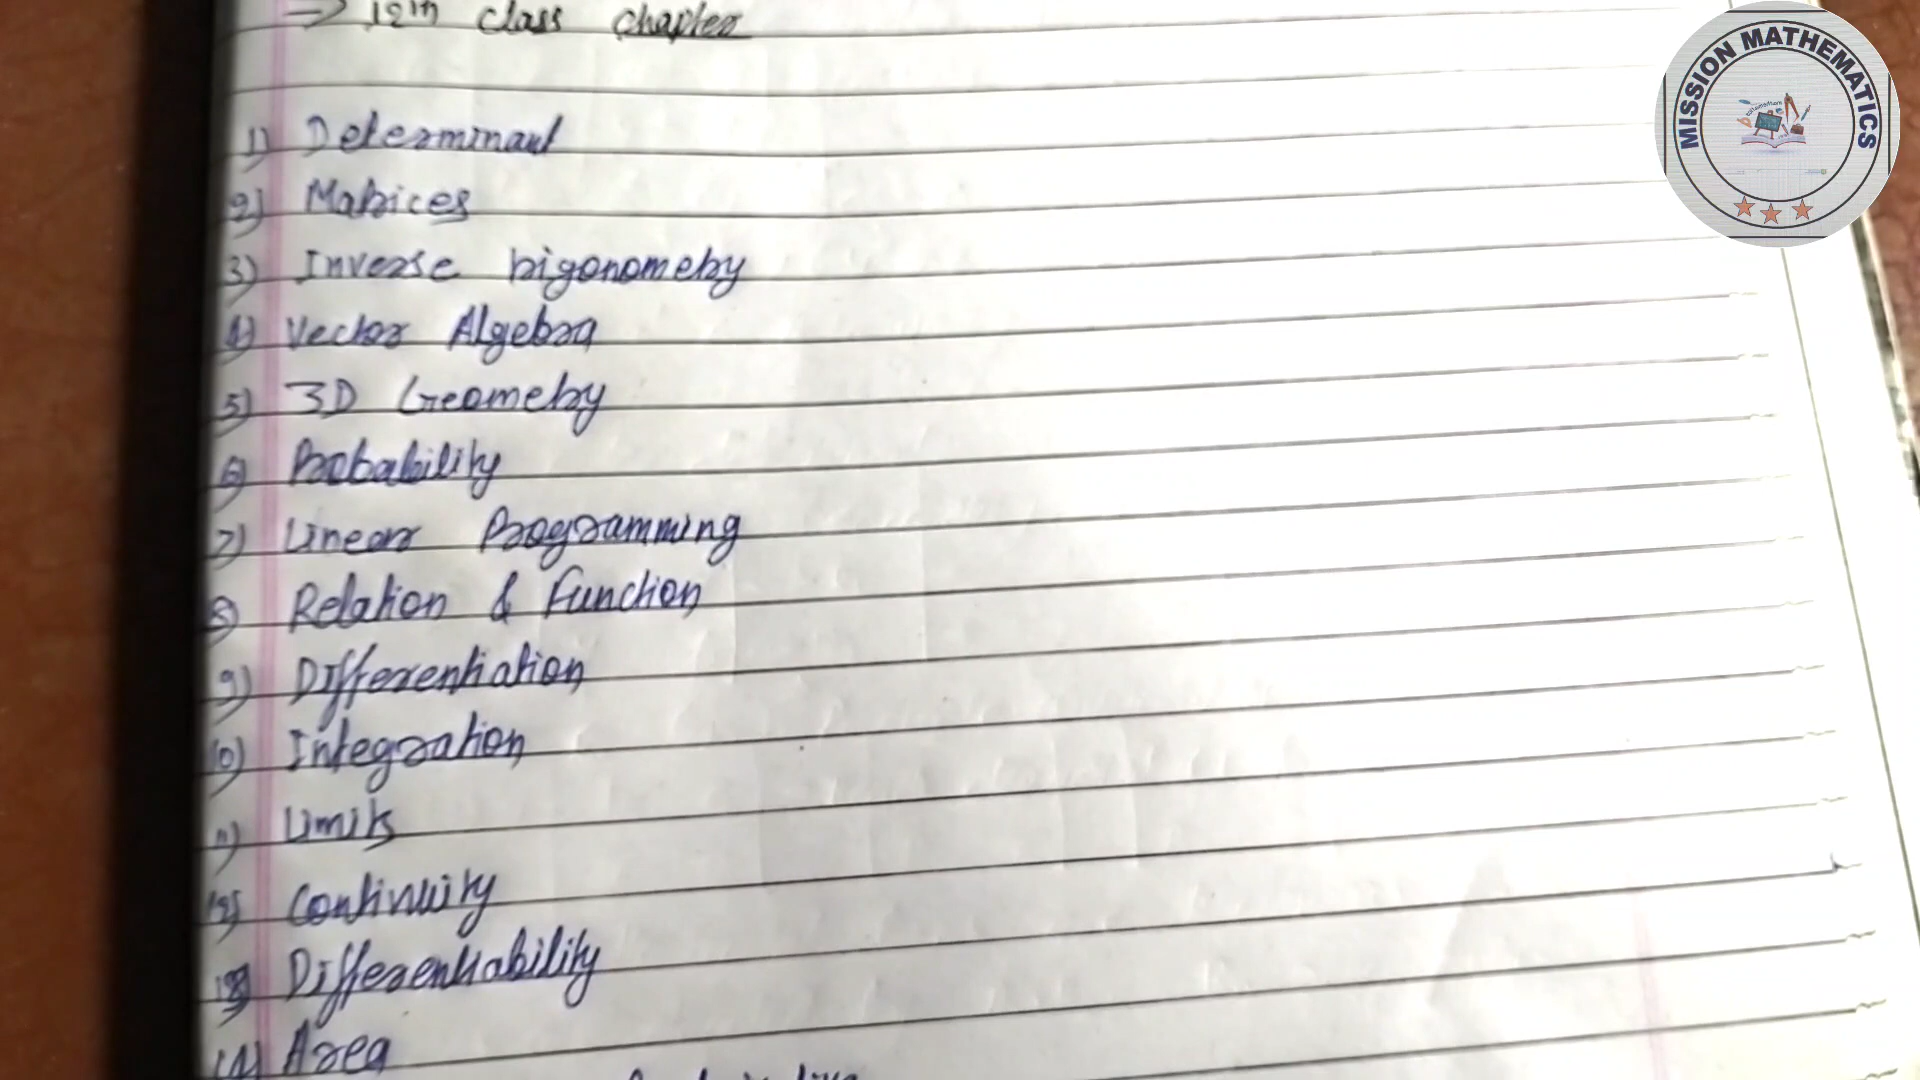 → 12th class chapter
1) Determinant
2) Matrices
3) Inverse trigonometry
4) Vector Algebra
5) 3D Geometry
6) Probability
7) Linear Programming
8) Relation & Function
9) Differentiation
10) Integration
11) Limits
12) Continuity
13) Differentiability
14) Area
MISSION MATHEMATICS